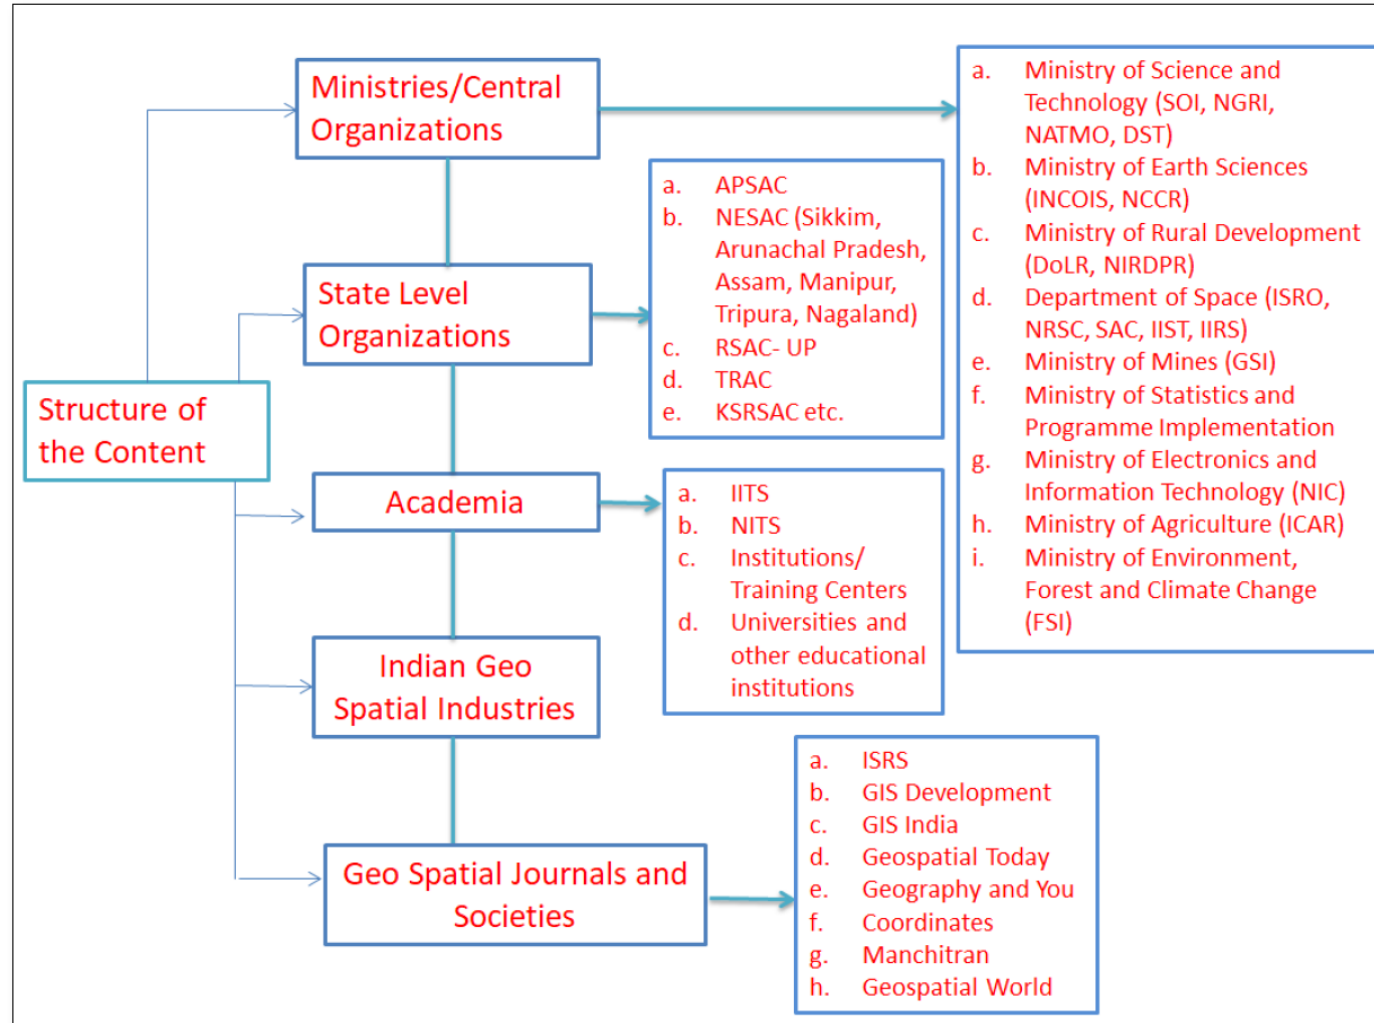 Structure of
the Content
Ministries/Central
Organizations
a. Ministry of Science and
Technology (SOI, NGRI,
NATMO, DST)
b. Ministry of Earth Sciences
(INCOIS, NCCR)
c. Ministry of Rural Development
(DoLR, NIRDPR)
d. Department of Space (ISRO,
NRSC, SAC, IIST, IIRS)
e. Ministry of Mines (GSI)
f. Ministry of Statistics and
Programme Implementation
g. Ministry of Electronics and
Information Technology (NIC)
h. Ministry of Agriculture (ICAR)
i. Ministry of Environment,
Forest and Climate Change
(FSI)
State Level
Organizations
a. APSAC
b. NESAC (Sikkim,
Arunachal Pradesh,
Assam, Manipur,
Tripura, Nagaland)
c. RSAC- UP
d. TRAC
e. KSRSAC etc.
Academia
a. IITS
b. NITS
c. Institutions/
Training Centers
d. Universities and
other educational
institutions
Indian Geo
Spatial Industries
Geo Spatial Journals and
Societies
a. ISRS
b. GIS Development
c. GIS India
d. Geospatial Today
e. Geography and You
f. Coordinates
g. Manchitran
h. Geospatial World